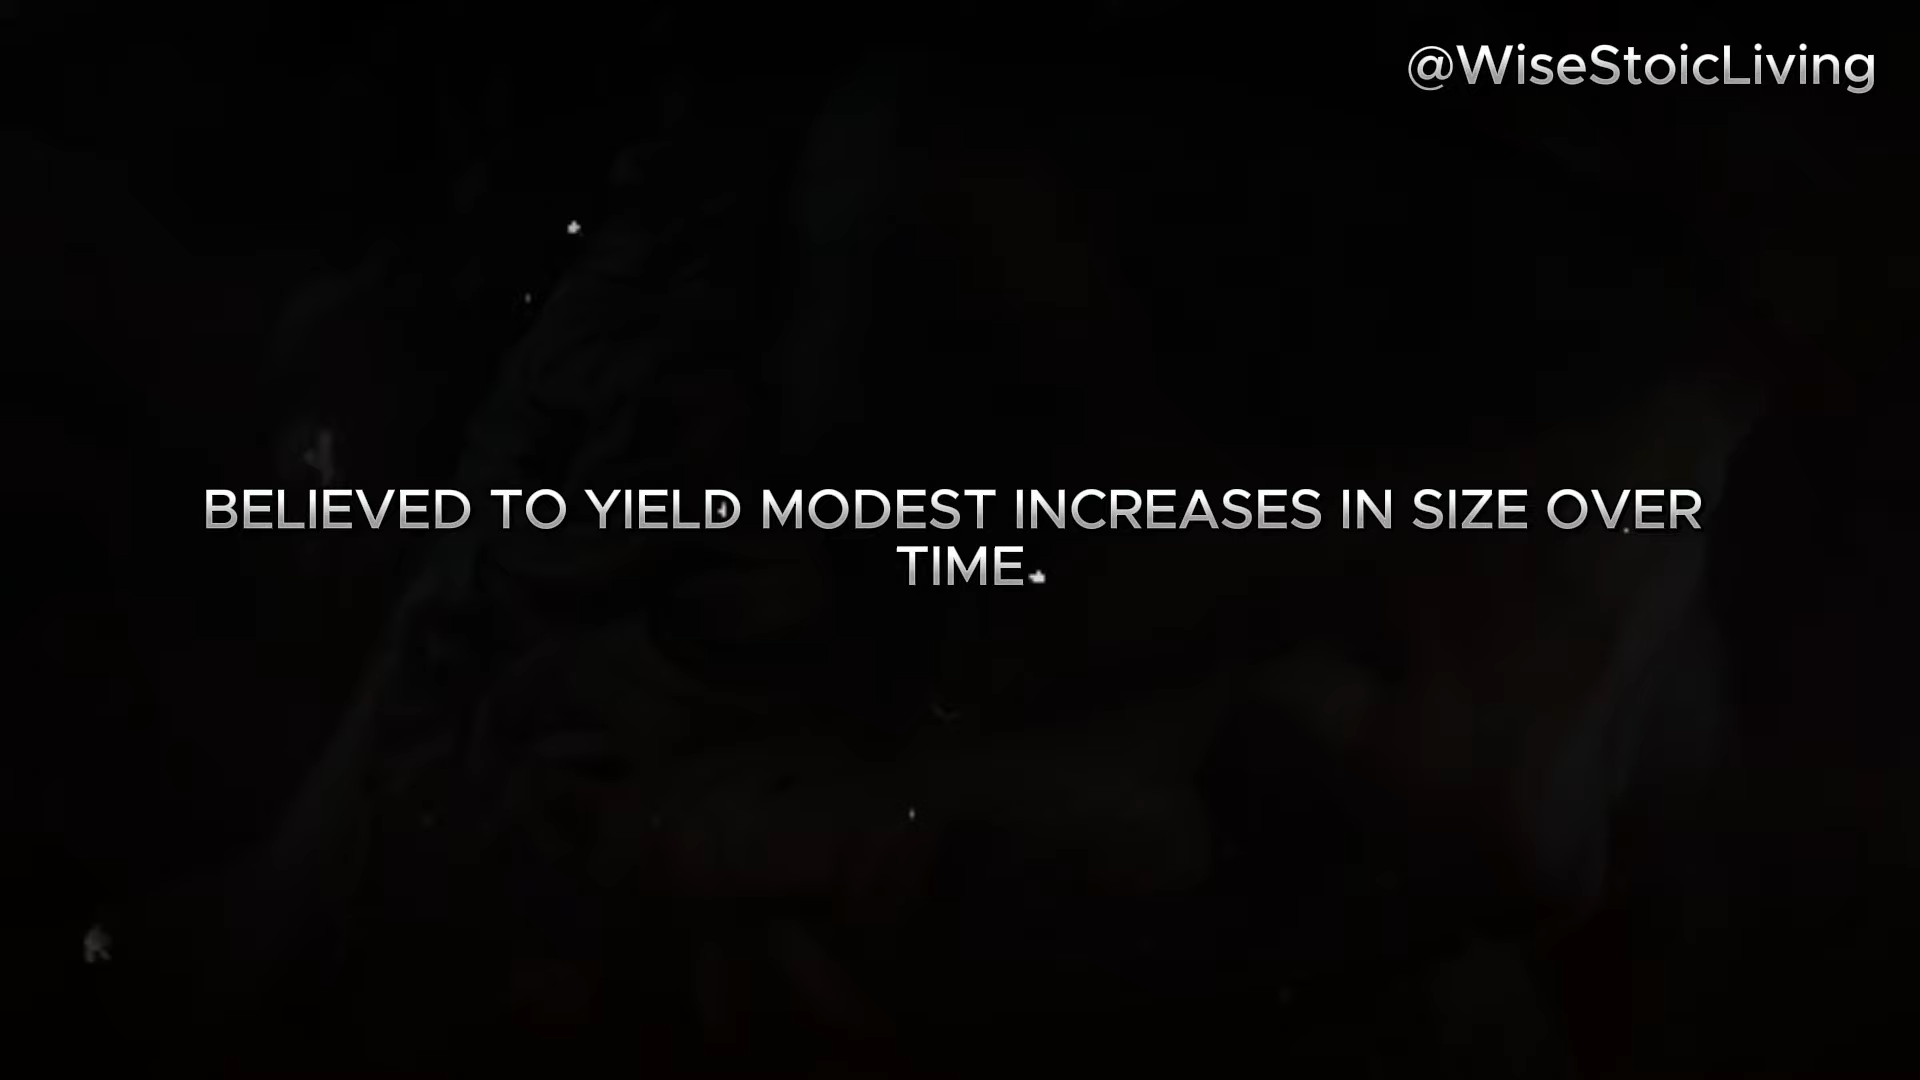 @WiseStoicLiving
BELIEVED TO YIELD MODEST INCREASES IN SIZE OVER
TIME.